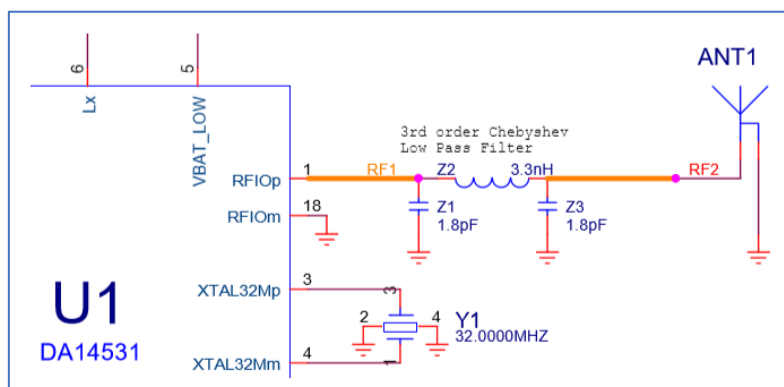 ANT1
6
5
Lx
VBAT_LOW
3rd order Chebyshev
Low Pass Filter
RFIOp
1
RF1
Z2
3.3nH
RF2
RFIOm
18
Z1
1.8pF
Z3
1.8pF
XTAL32Mp
3
3
U1
DA14531
2
4
Y1
32.0000MHZ
XTAL32Mm
4
1